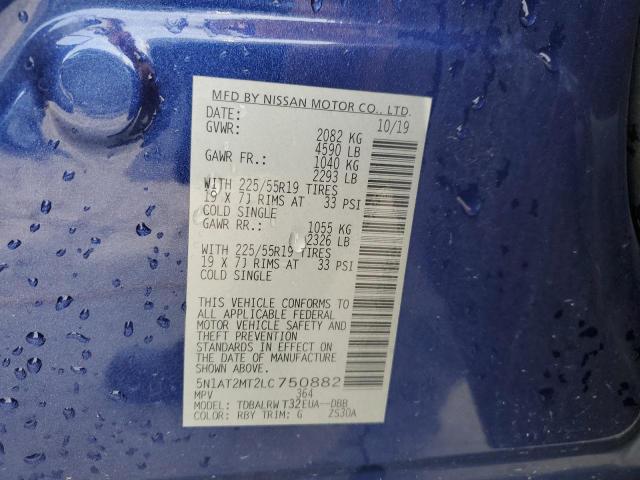 MFD BY NISSAN MOTOR CO., LTD.
DATE: 10/19
GVWR: 2082 KG
4590 LB
GAWR FR.: 1040 KG
2293 LB
WITH 225/55R19 TIRES
19 X 7J RIMS AT 33 PSI
COLD SINGLE
GAWR RR.: 1055 KG
2326 LB
WITH 225/55R19 TIRES
19 X 7J RIMS AT 33 PSI
COLD SINGLE
THIS VEHICLE CONFORMS TO
ALL APPLICABLE FEDERAL
MOTOR VEHICLE SAFETY AND
THEFT PREVENTION
STANDARDS IN EFFECT ON
THE DATE OF MANUFACTURE
SHOWN ABOVE.
5N1AT2MT2LC750882
MPV 364
MODEL: TDBALRW T32EUA--DBB
COLOR: RBY TRIM: G ZS30A